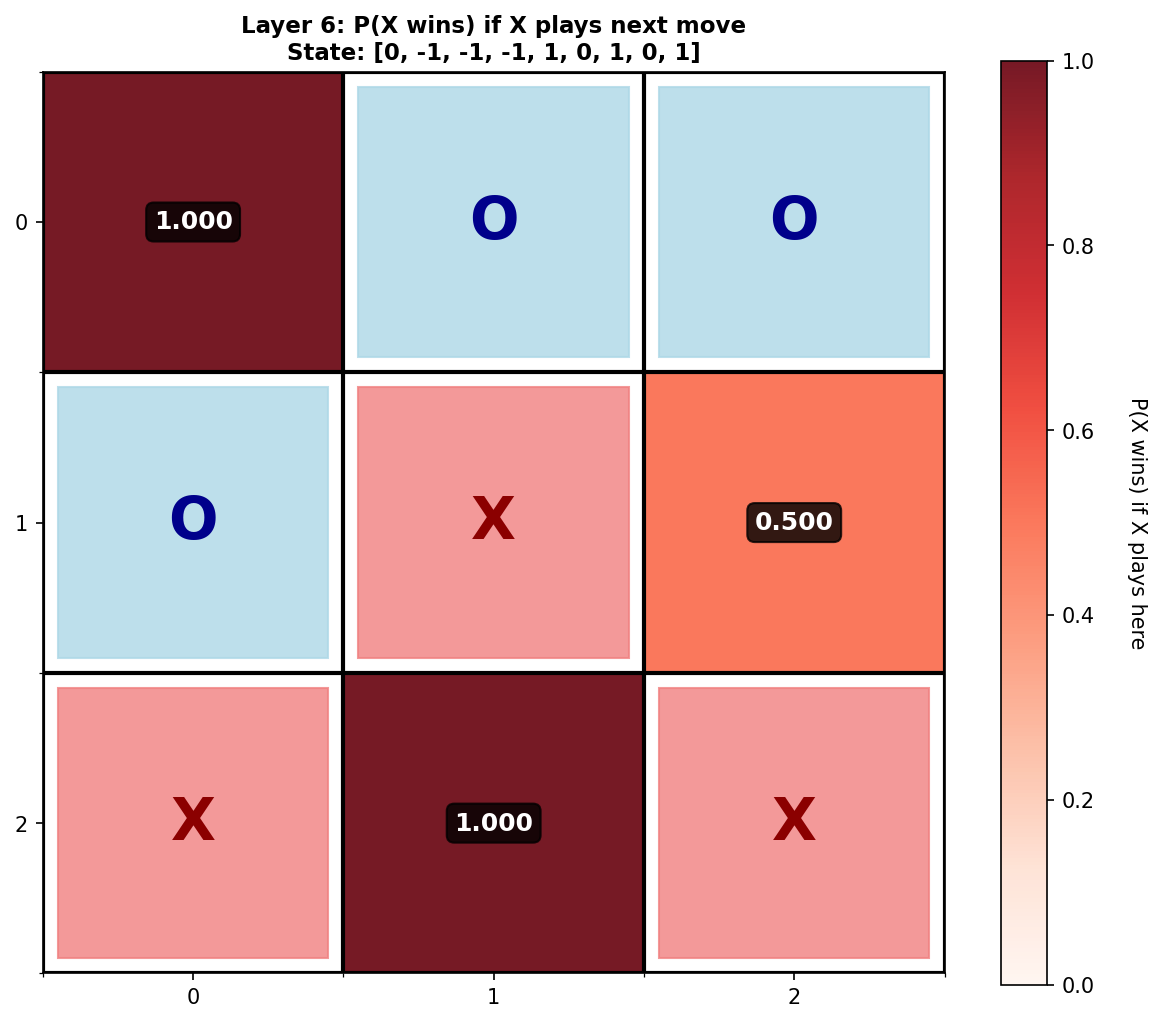 Layer 6: P(X wins) if X plays next move
State: [0, -1, -1, -1, 1, 0, 1, 0, 1]
0
1.000
O
O
1
O
X
0.500
2
X
1.000
X
0
1
2
1.0
0.8
0.6
0.4
0.2
0.0
P(X wins) if X plays here